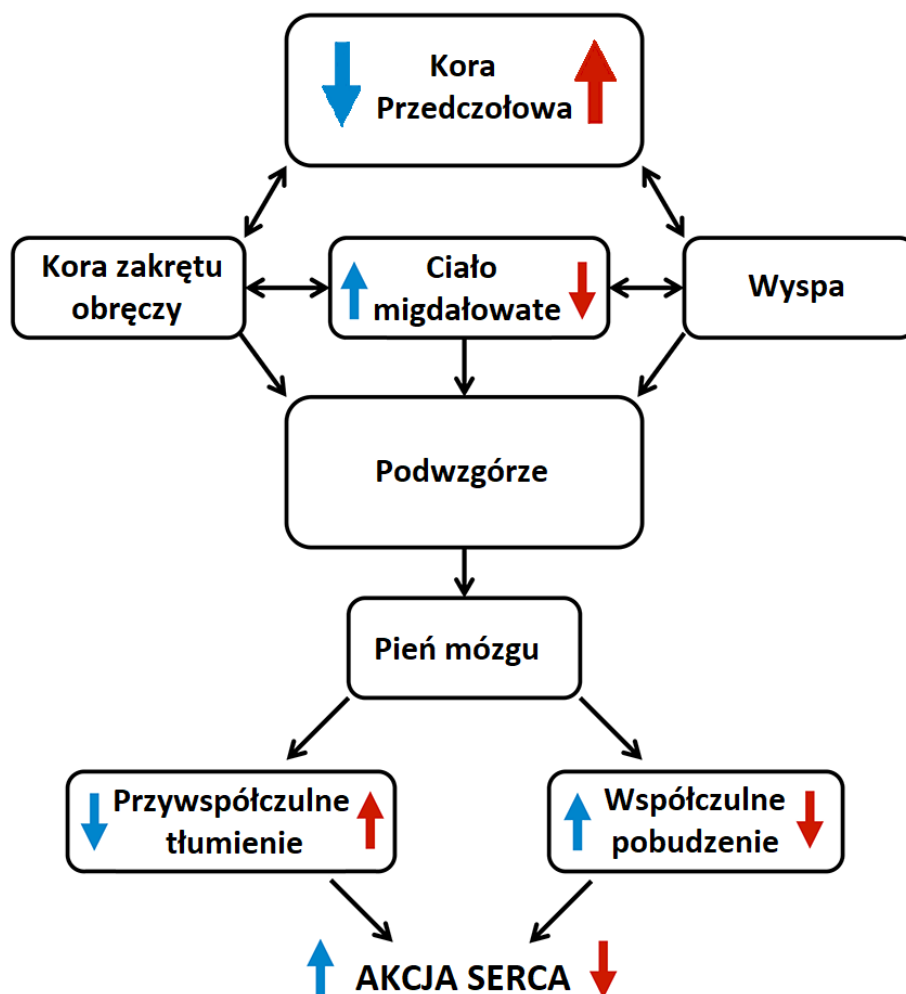 Kora
Przedczołowa
Kora zakrętu
obręczy
Ciało
migdałowate
Wyspa
Podwzgórze
Pień mózgu
Przywspółczulne
tłumienie
Współczulne
pobudzenie
AKCJA SERCA